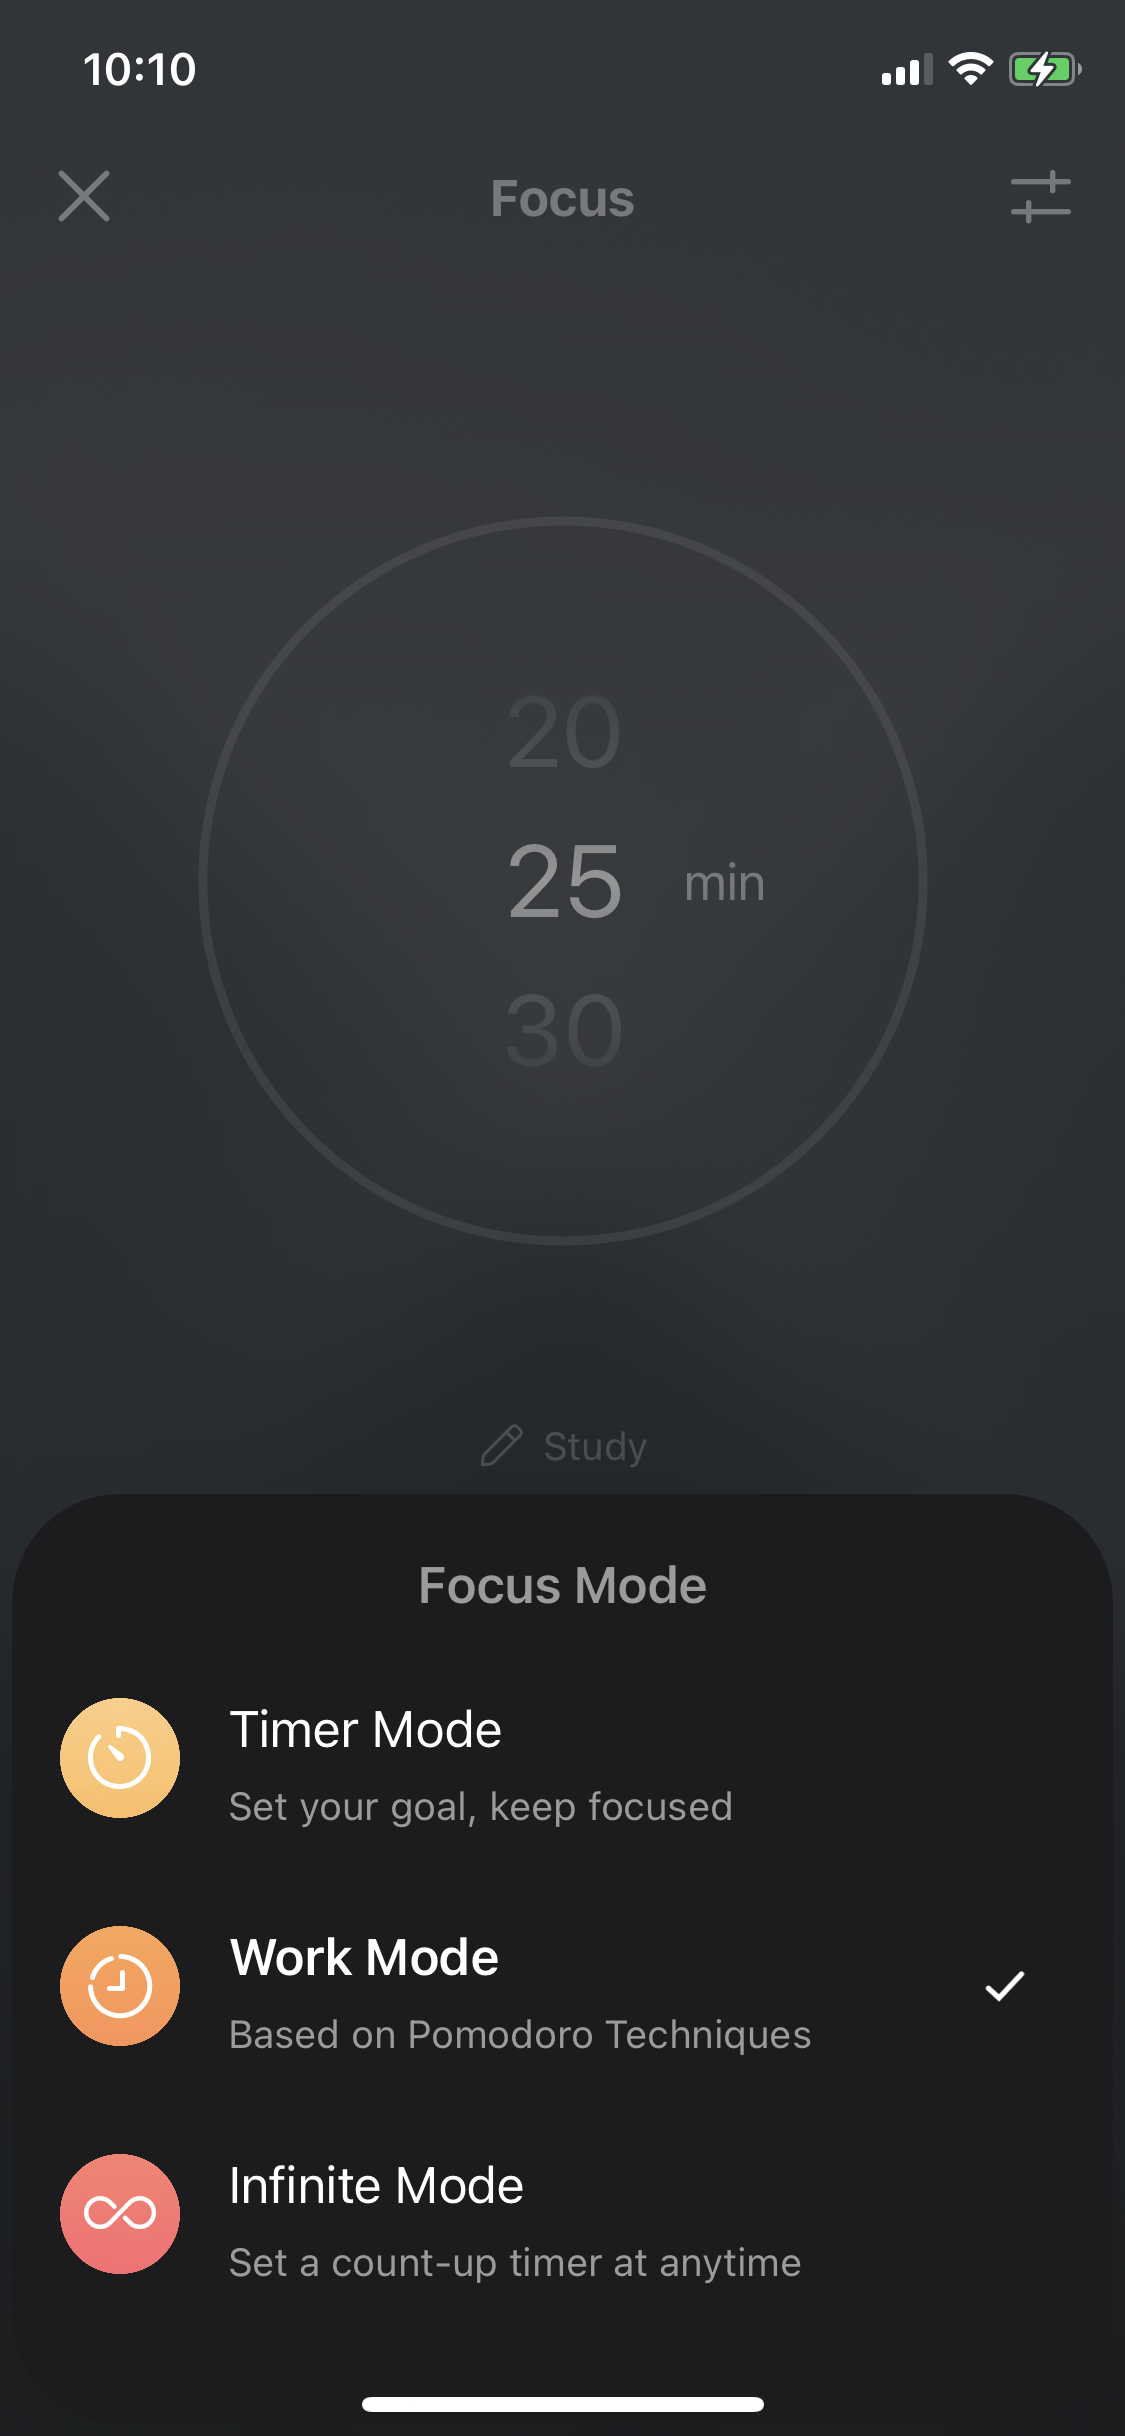 10:10
Focus
20
25 min
30
Study
Focus Mode
Timer Mode
Set your goal, keep focused
Work Mode
Based on Pomodoro Techniques
Infinite Mode
Set a count-up timer at anytime